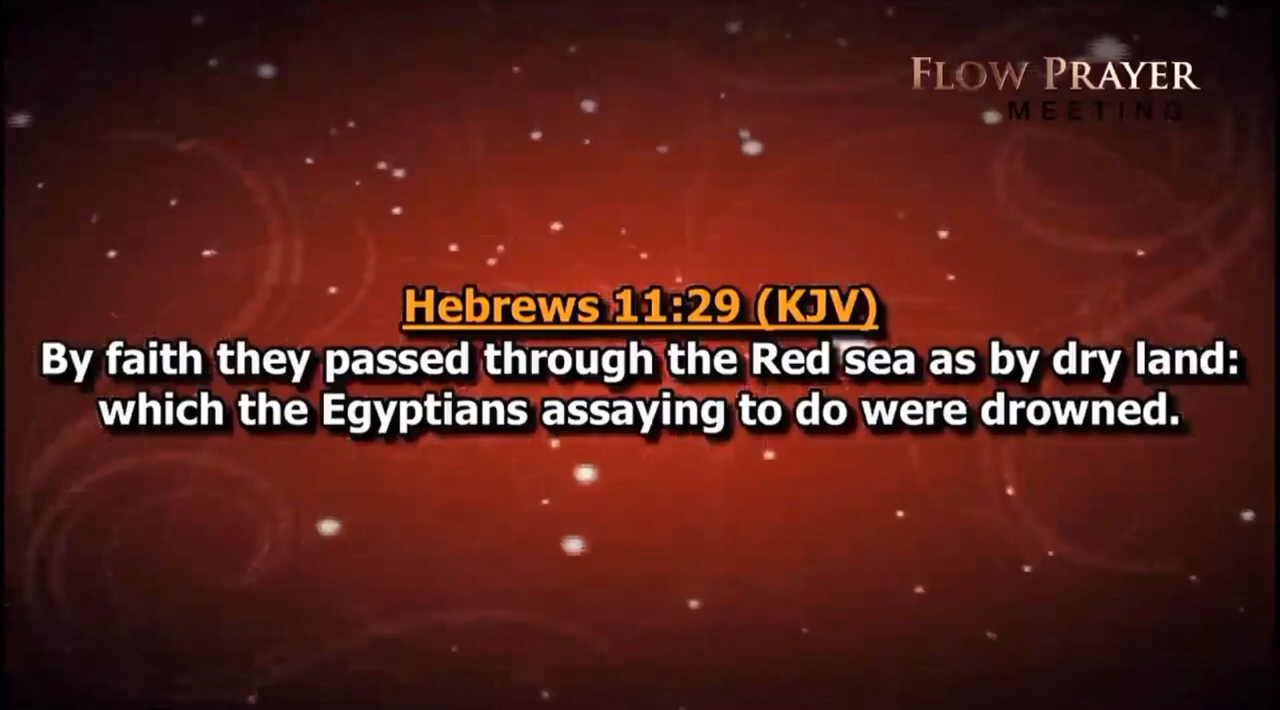 FLOW PRAYER
MEETING
Hebrews 11:29 (KJV)
By faith they passed through the Red sea as by dry land:
which the Egyptians assaying to do were drowned.